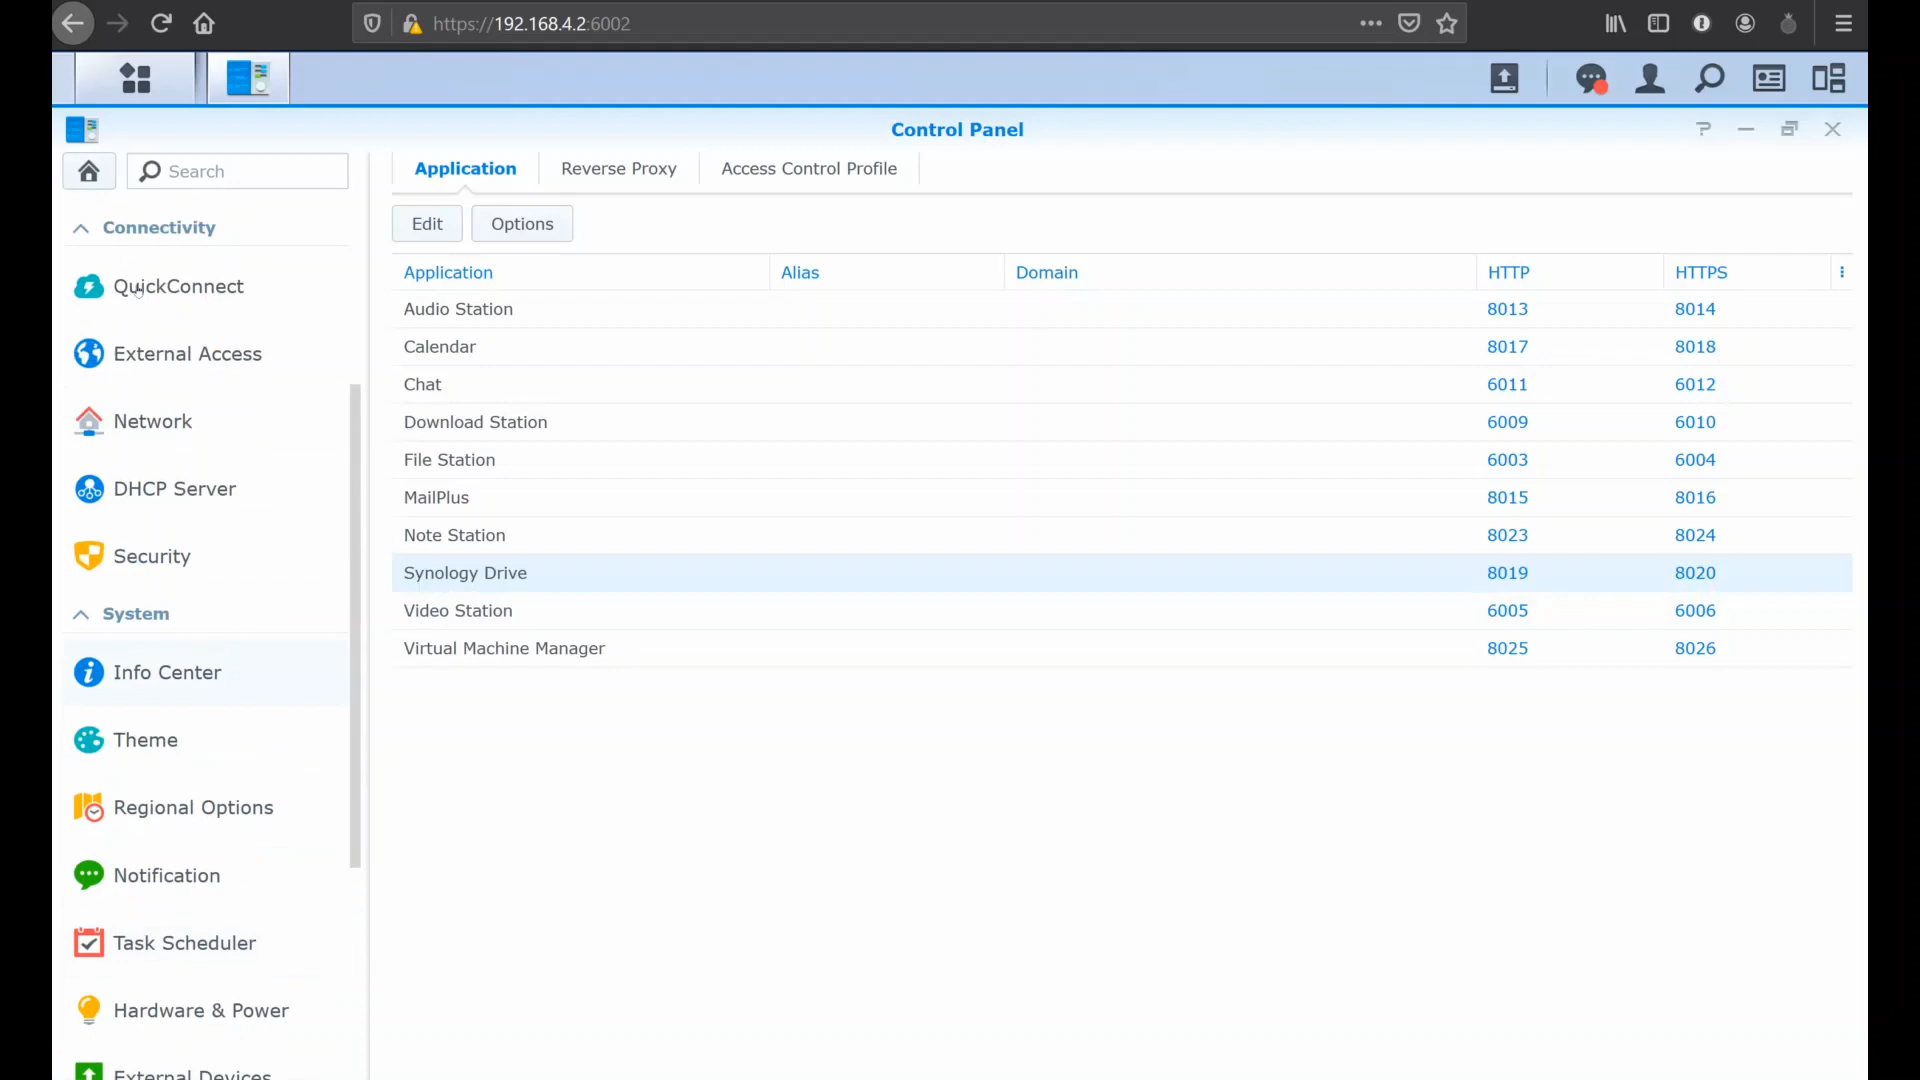 https://192.168.4.2:6002
Control Panel
Search
Application Reverse Proxy Access Control Profile
Connectivity
Edit Options
Application Alias Domain HTTP HTTPS
QuickConnect
Audio Station 8013 8014
Calendar 8017 8018
External Access
Chat 6011 6012
Network
Download Station 6009 6010
File Station 6003 6004
DHCP Server
MailPlus 8015 8016
Note Station 8023 8024
Security
Synology Drive 8019 8020
System
Video Station 6005 6006
Virtual Machine Manager 8025 8026
Info Center
Theme
Regional Options
Notification
Task Scheduler
Hardware & Power
External Devices